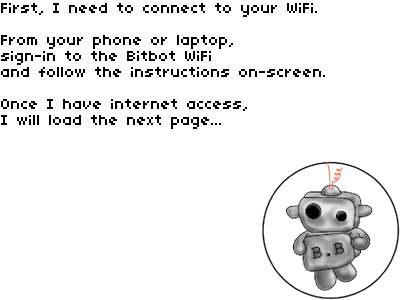 First, I need to connect to your WiFi.
From your phone or laptop,
sign-in to the Bitbot WiFi
and follow the instructions on-screen.
Once I have internet access,
I will load the next page...
B.B